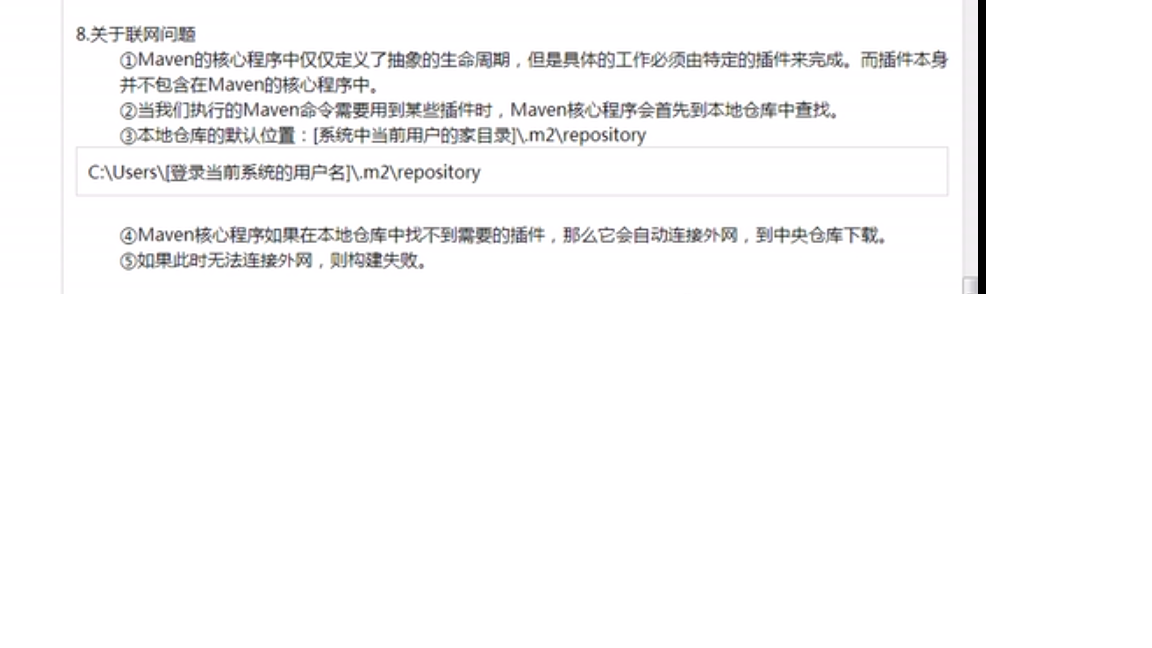 8.关于联网问题
①Maven的核心程序中仅仅定义了抽象的生命周期，但是具体的工作必须由特定的插件来完成。而插件本身
并不包含在Maven的核心程序中。
②当我们执行的Maven命令需要用到某些插件时，Maven核心程序会首先到本地仓库中查找。
③本地仓库的默认位置：[系统中当前用户的家目录]\.m2\repository
C:\Users\[登录当前系统的用户名]\.m2\repository
④Maven核心程序如果在本地仓库中找不到需要的插件，那么它会自动连接外网，到中央仓库下载。
⑤如果此时无法连接外网，则构建失败。